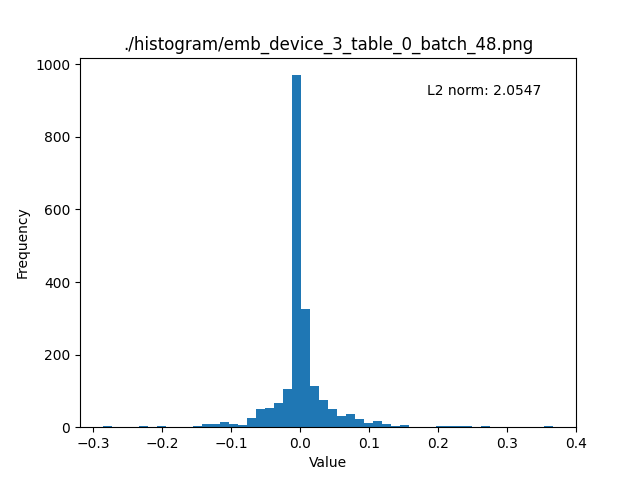 ./histogram/emb_device_3_table_0_batch_48.png
L2 norm: 2.0547
Frequency
1000
800
600
400
200
0
−0.3 −0.2 −0.1 0.0 0.1 0.2 0.3 0.4
Value